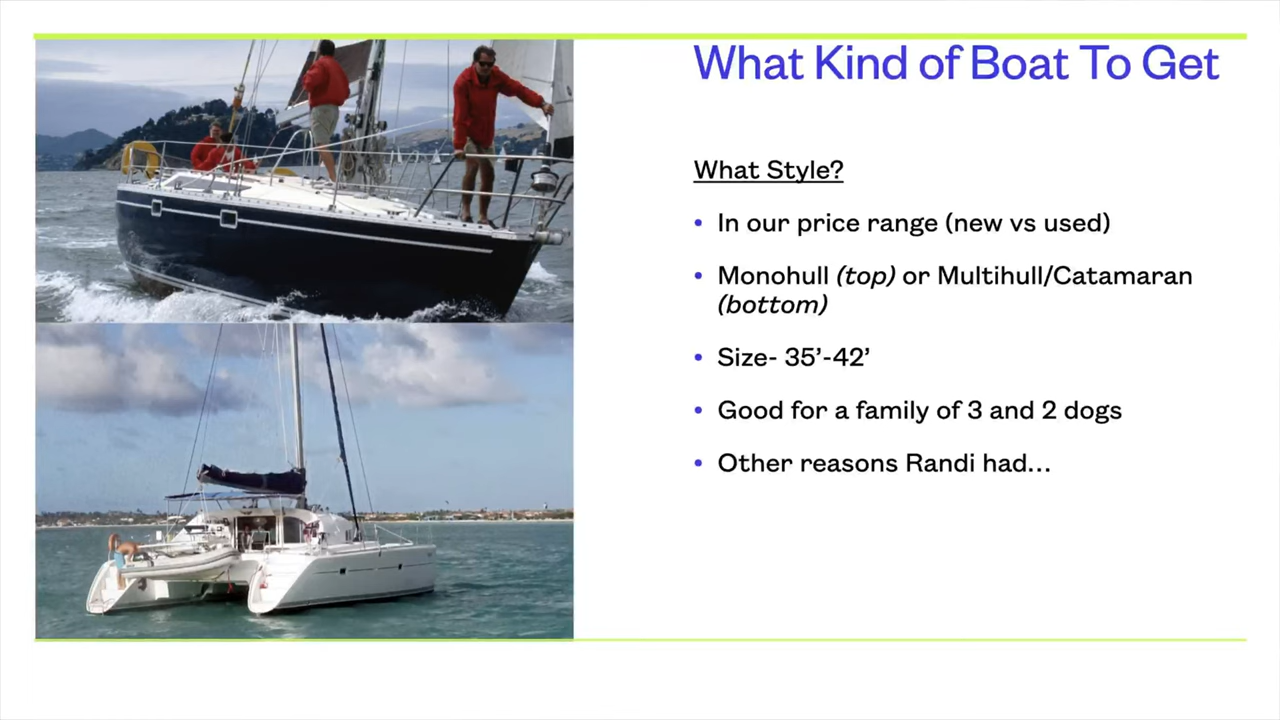 What Kind of Boat To Get
What Style?
• In our price range (new vs used)
• Monohull (top) or Multihull/Catamaran
(bottom)
• Size- 35’-42’
• Good for a family of 3 and 2 dogs
• Other reasons Randi had...